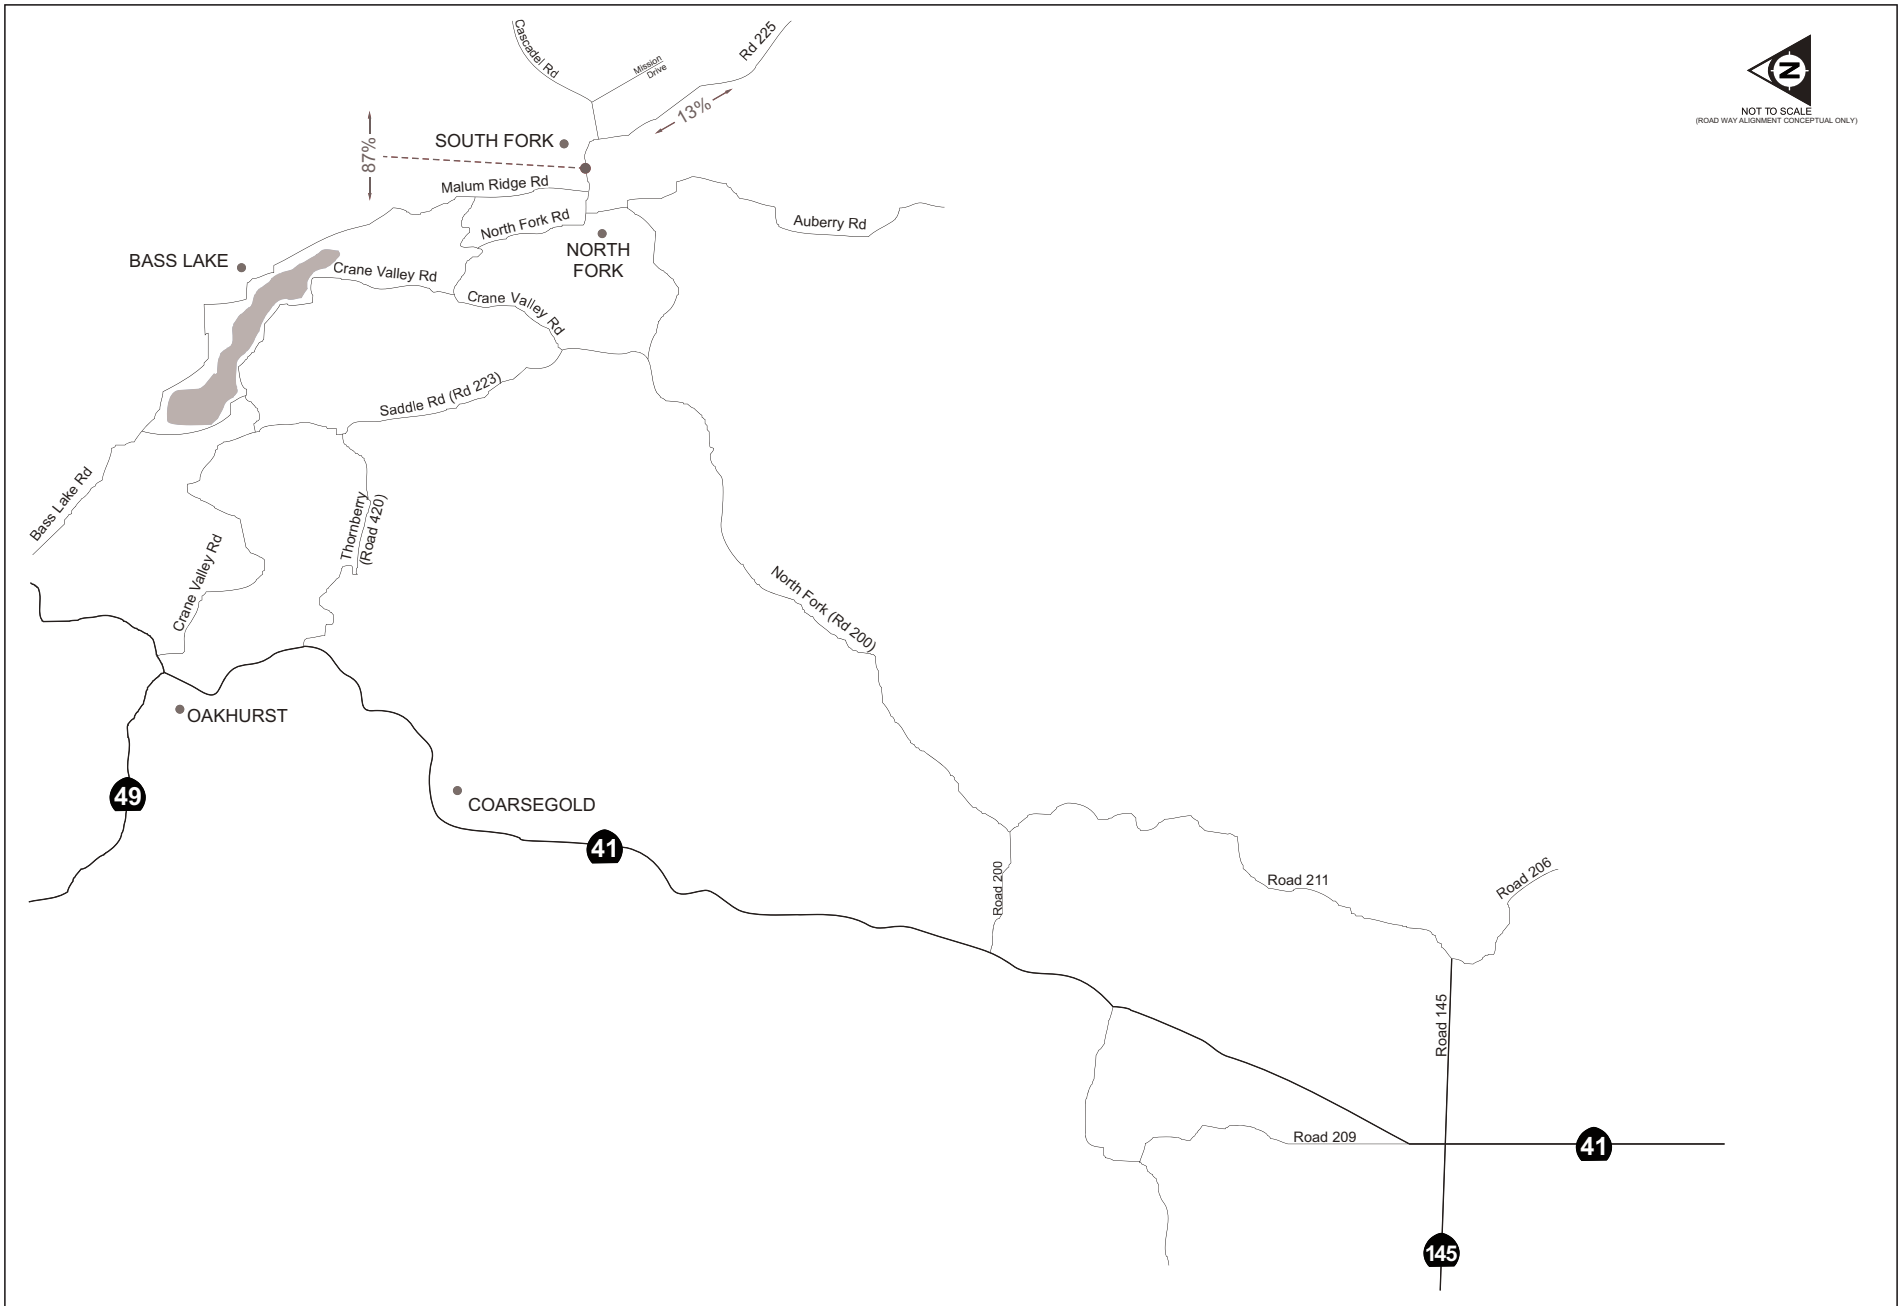 Cascadel Rd
Mission
Drive
Rd 225
N
NOT TO SCALE
(ROAD WAY ALIGNMENT CONCEPTUAL ONLY)
13%
87%
SOUTH FORK
Malum Ridge Rd
North Fork Rd
Auberry Rd
NORTH
FORK
BASS LAKE
Crane Valley Rd
Crane Valley Rd
Saddle Rd (Rd 223)
Bass Lake Rd
Thornberry
(Road 420)
Crane Valley Rd
North Fork (Rd 200)
OAKHURST
49
COARSEGOLD
41
Road 200
Road 211
Road 206
Road 145
Road 209
41
145